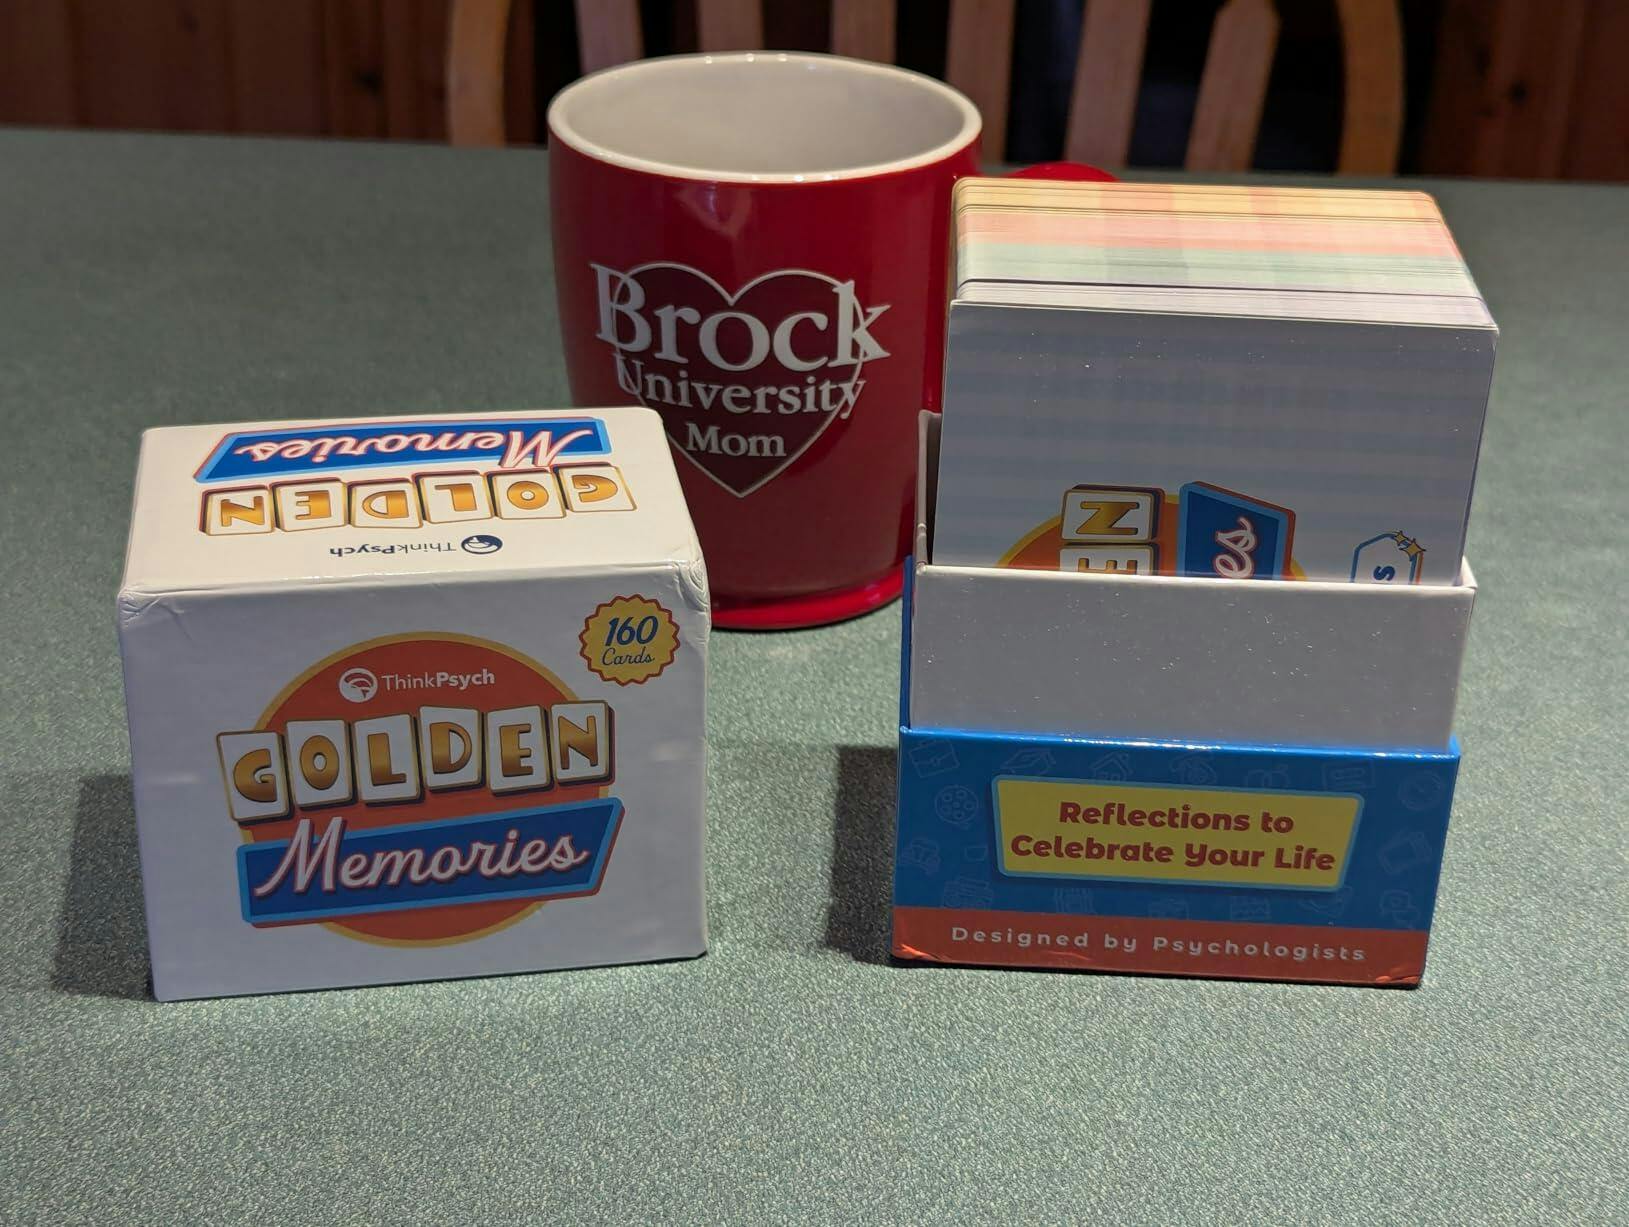 Brock
University
Mom
Memories
GOLDEN
ThinkPsych
160
Cards
ThinkPsych
GOLDEN
Memories
Reflections to
Celebrate Your Life
Designed by Psychologists